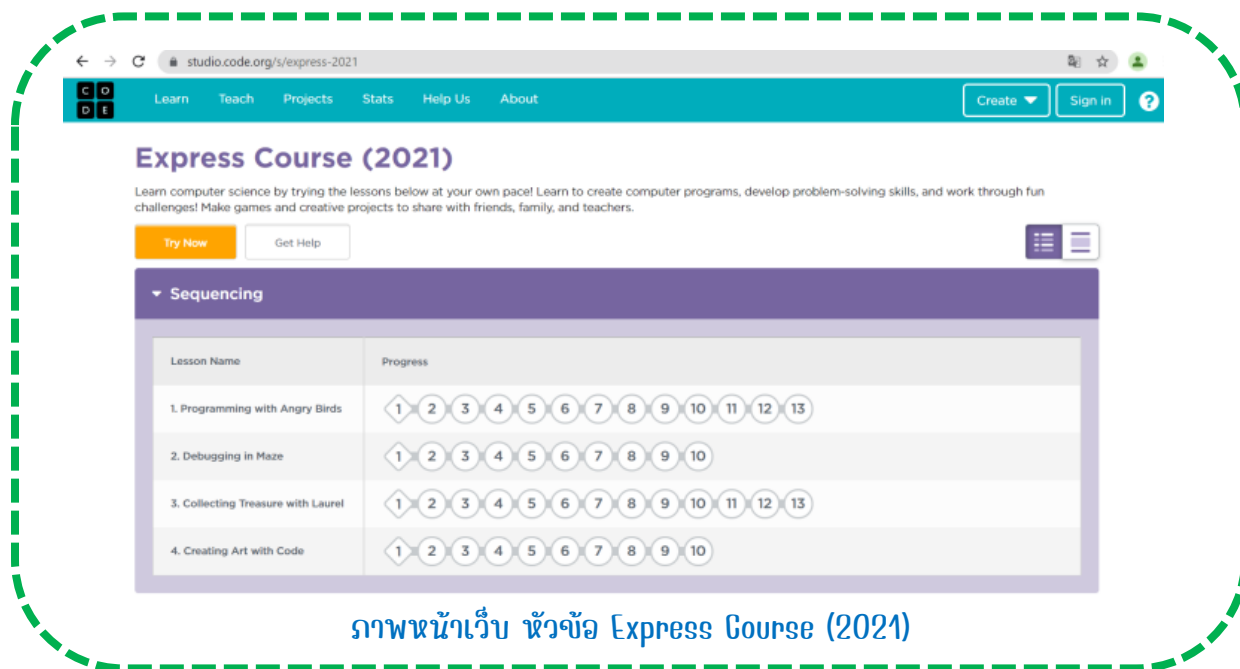 studio.code.org/s/express-2021
C O
D E
Learn Teach Projects Stats Help Us About Create Sign in ?
Express Course (2021)
Learn computer science by trying the lessons below at your own pace! Learn to create computer programs, develop problem-solving skills, and work through fun
challenges! Make games and creative projects to share with friends, family, and teachers.
Try Now Get Help
Sequencing
Lesson Name Progress
1. Programming with Angry Birds 1 2 3 4 5 6 7 8 9 10 11 12 13
2. Debugging in Maze 1 2 3 4 5 6 7 8 9 10
3. Collecting Treasure with Laurel 1 2 3 4 5 6 7 8 9 10 11 12 13
4. Creating Art with Code 1 2 3 4 5 6 7 8 9 10
ภาพหน้าเว็บ หัวข้อ Express Course (2021)